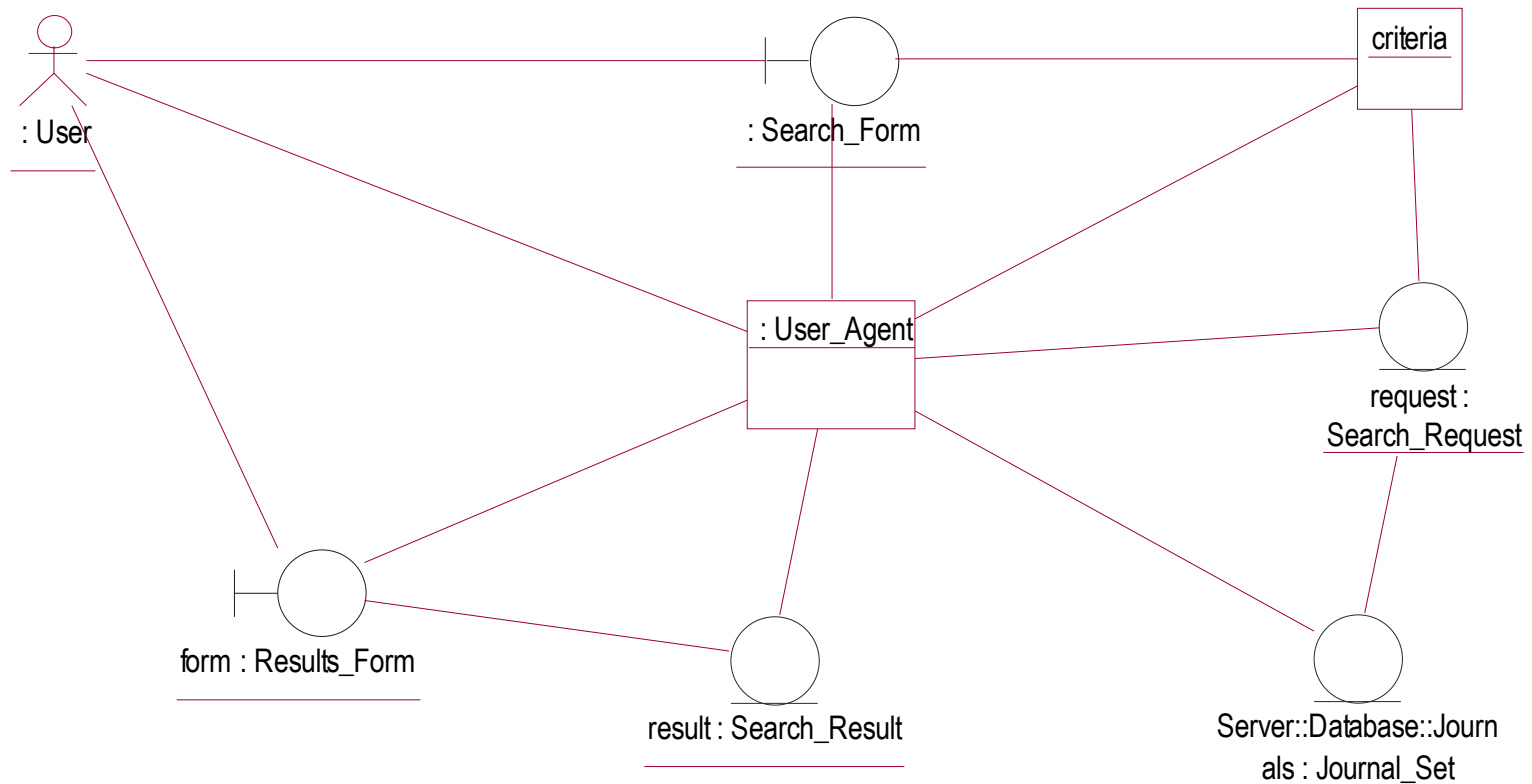 criteria
: User
: Search_Form
: User_Agent
request :
Search_Request
form : Results_Form
result : Search_Result
Server::Database::Journ
als : Journal_Set